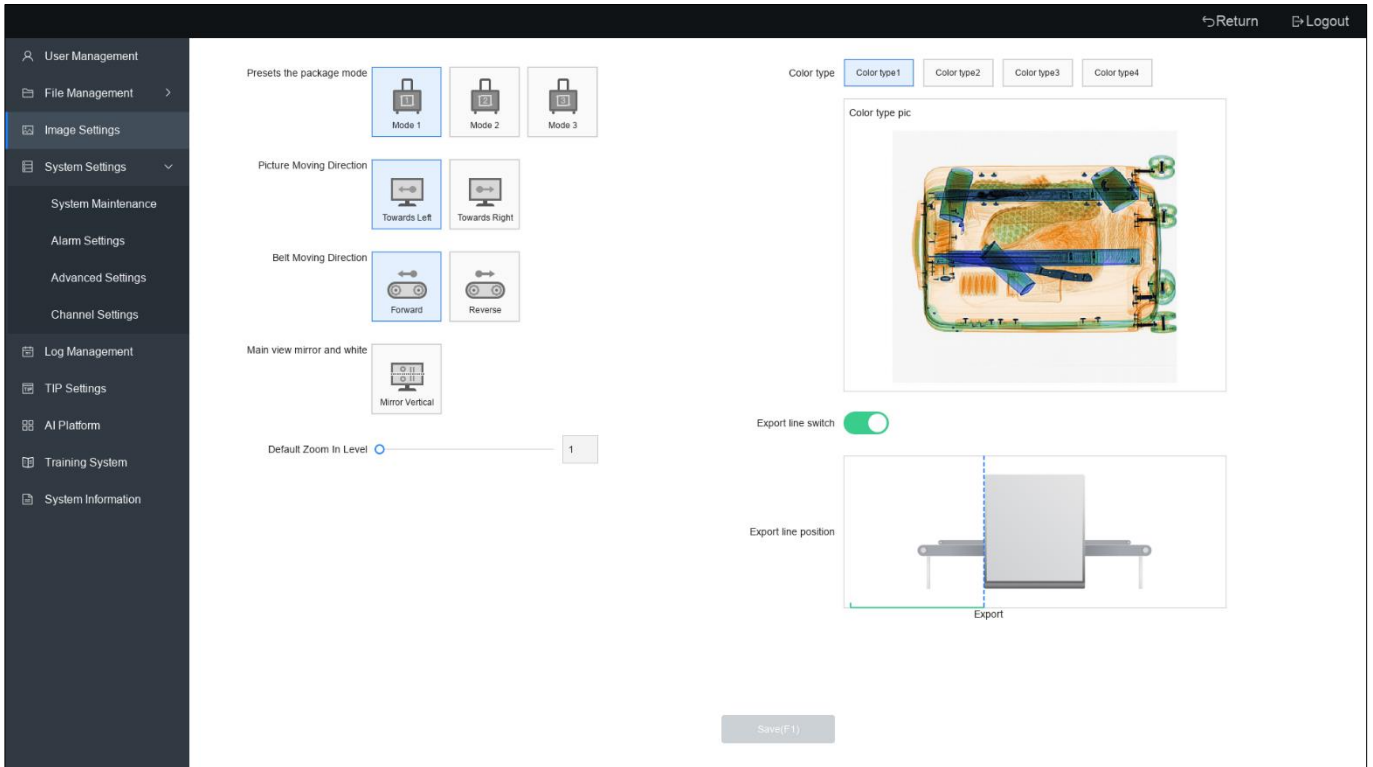 Return
Logout
User Management
File Management
Image Settings
System Settings
System Maintenance
Alarm Settings
Advanced Settings
Channel Settings
Log Management
TIP Settings
AI Platform
Training System
System Information
Presets the package mode
1
Mode 1
2
Mode 2
3
Mode 3
Picture Moving Direction
Towards Left
Towards Right
Belt Moving Direction
Forward
Reverse
Main view mirror and white
Mirror Vertical
Default Zoom In Level
1
Color type
Color type1
Color type2
Color type3
Color type4
Color type pic
Export line switch
Export line position
Export
Save(F1)